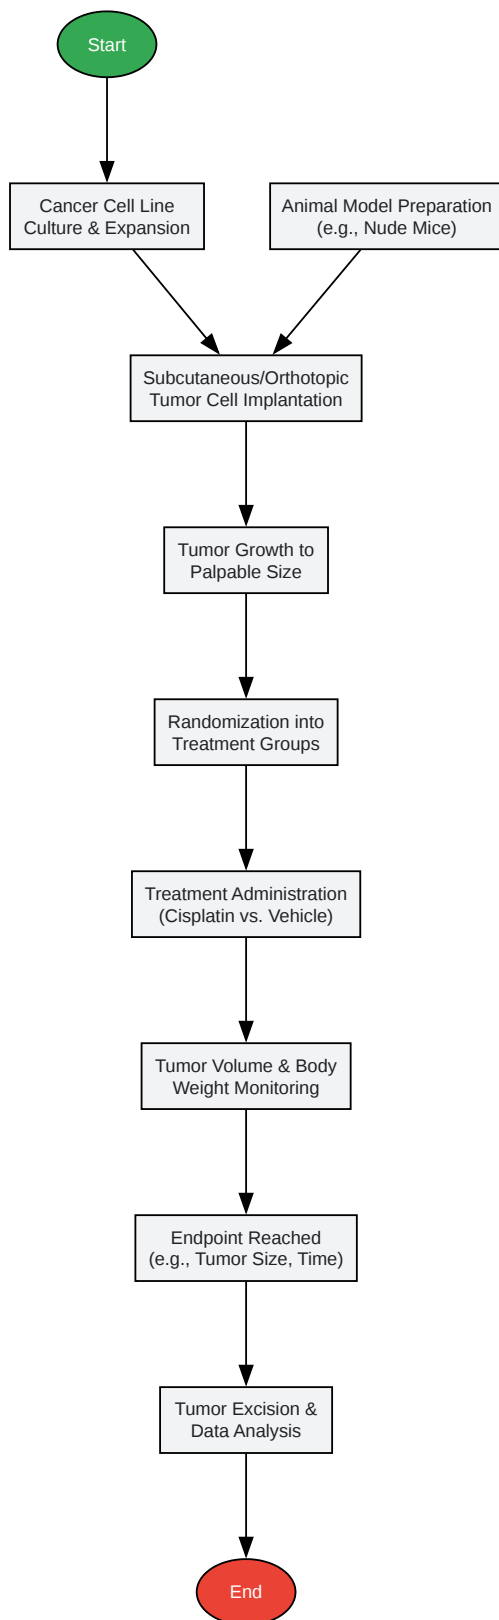 Start
Cancer Cell Line
Culture & Expansion
Animal Model Preparation
(e.g., Nude Mice)
Subcutaneous/Orthotopic
Tumor Cell Implantation
Tumor Growth to
Palpable Size
Randomization into
Treatment Groups
Treatment Administration
(Cisplatin vs. Vehicle)
Tumor Volume & Body
Weight Monitoring
Endpoint Reached
(e.g., Tumor Size, Time)
Tumor Excision &
Data Analysis
End